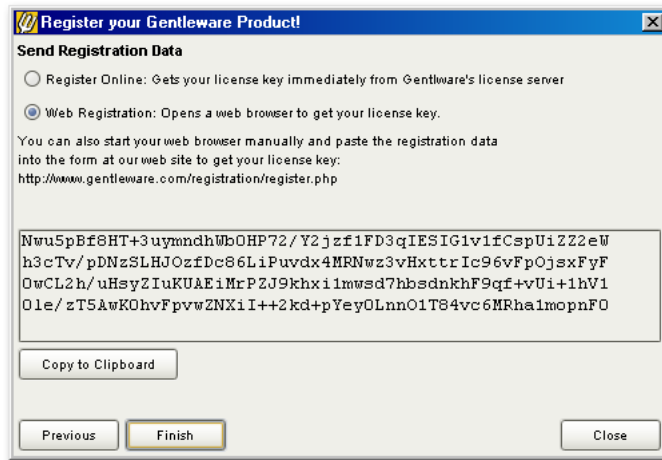 Register your Gentleware Product!
Send Registration Data
Register Online: Gets your license key immediately from Gentlware's license server
Web Registration: Opens a web browser to get your license key.
You can also start your web browser manually and paste the registration data
into the form at our web site to get your license key:
http://www.gentleware.com/registration/register.php
Nwu5pBf8HT+3uymndhWbOHP72/Y2jzf1FD3qIESIG1v1fCspUiZZ2eW
h3cTv/pDNzSLHJOzfDc86LiPuvdx4MRNwz3vHxttrIc96vFpOjsxFyF
OwCL2h/uHsyZIuKUAEiMrPZJ9khxi1mwsd7hbsdnkhF9qf+vUi+1hV1
Ole/zT5AwKOhvFpvwZNXiI++2kd+pYeyOLnnO1T84vc6MRha1mopnFO
Copy to Clipboard
Previous
Finish
Close